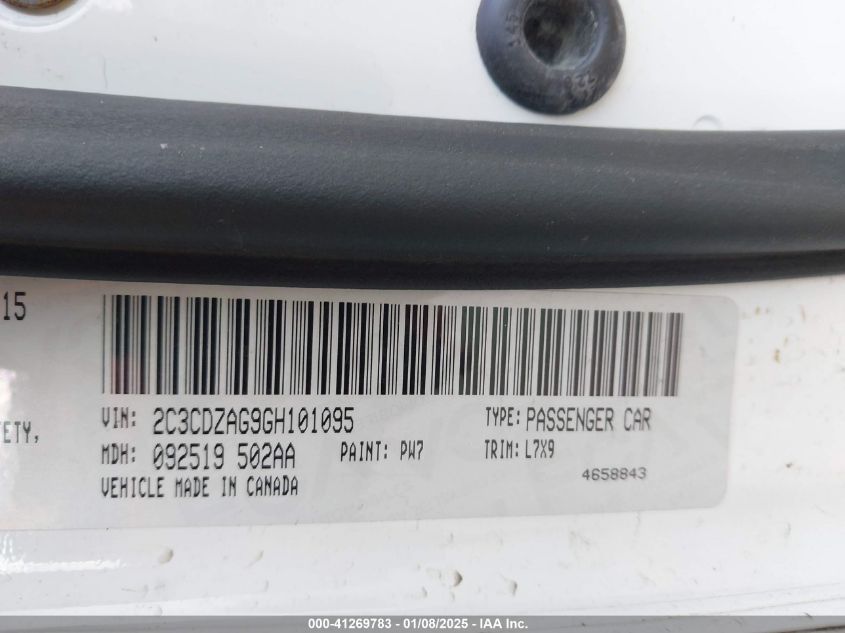 15
VIN: 2C3CDZAG9GH101095 TYPE: PASSENGER CAR
ETY,
MDH: 092519 502AA PAINT: PW7 TRIM: L7X9
4658843
VEHICLE MADE IN CANADA
000-41269783 - 01/08/2025 - IAA Inc.